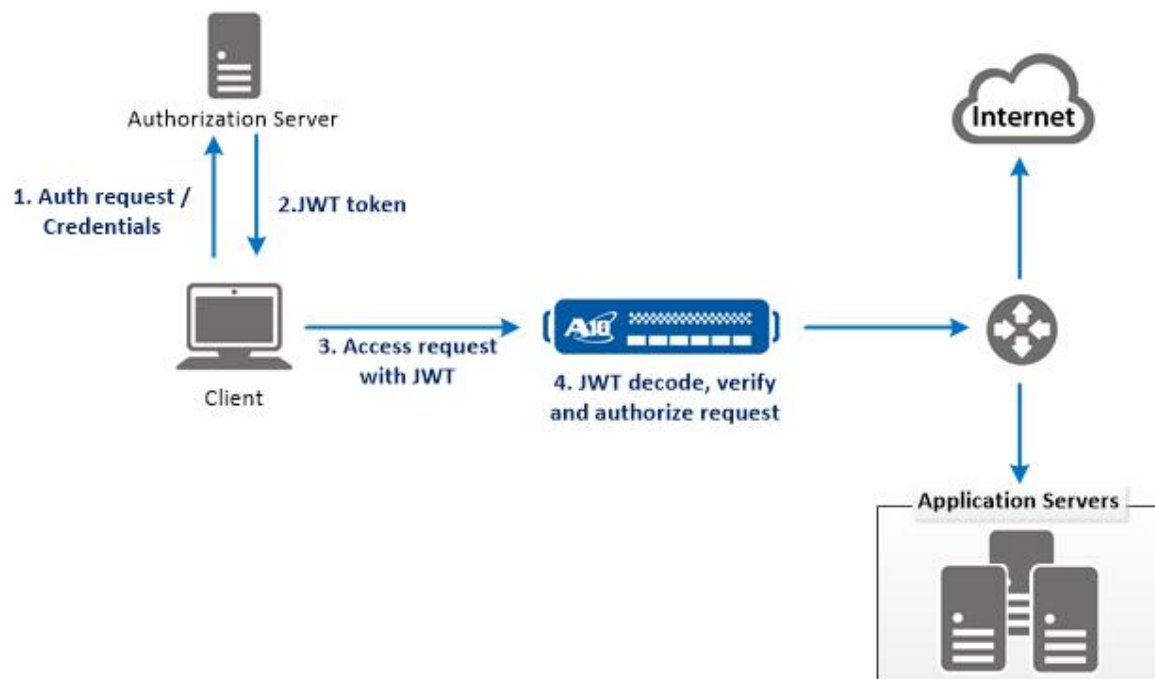 Authorization Server
1. Auth request /
Credentials
2.JWT token
Internet
A10
3. Access request
with JWT
4. JWT decode, verify
and authorize request
Client
Application Servers